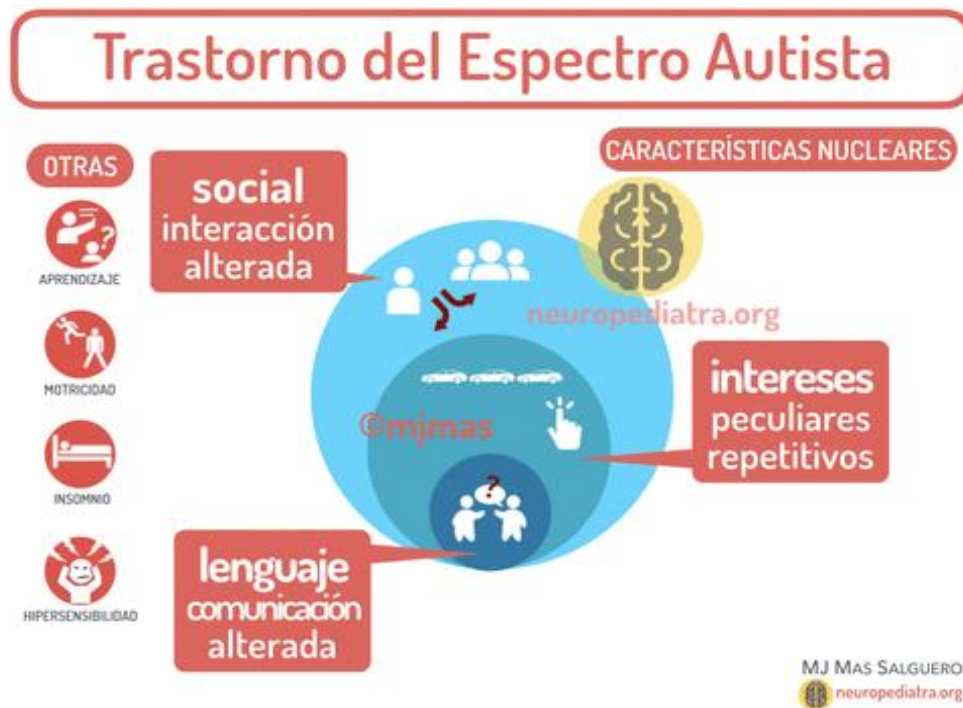 Trastorno del Espectro Autista
OTRAS
APRENDIZAJE
MOTRICIDAD
INSOMNIO
HIPERSENSIBILIDAD
social
interacción
alterada
CARACTERÍSTICAS NUCLEARES
neuropediatra.org
©mjmas
?
intereses
peculiares
repetitivos
lenguaje
comunicación
alterada
MJ MAS SALGUERO
neuropediatra.org